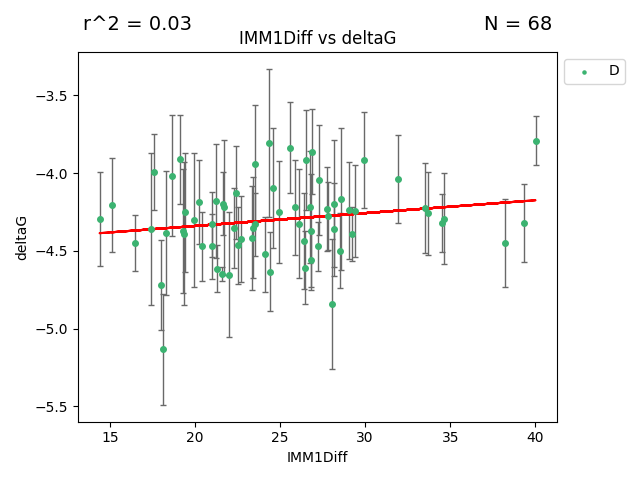 r^2 = 0.03
N = 68
IMM1Diff vs deltaG
D
deltaG
−3.5
−4.0
−4.5
−5.0
−5.5
15 20 25 30 35 40
IMM1Diff